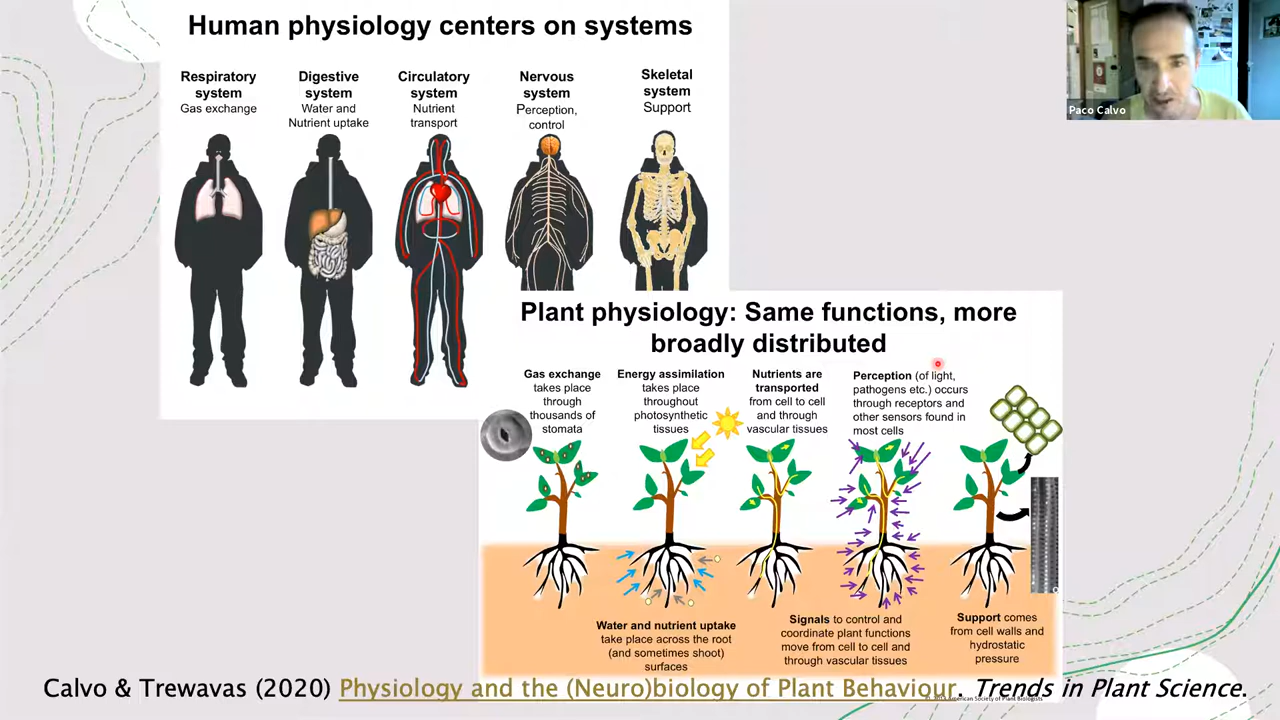 Human physiology centers on systems
Respiratory
system
Gas exchange
Digestive
system
Water and
Nutrient uptake
Circulatory
system
Nutrient
transport
Nervous
system
Perception,
control
Skeletal
system
Support
Paco Calvo
Plant physiology: Same functions, more
broadly distributed
Gas exchange
takes place
through
thousands of
stomata
Energy assimilation
takes place
throughout
photosynthetic
tissues
Nutrients are
transported
from cell to cell
and through
vascular tissues
Perception (of light,
pathogens etc.) occurs
through receptors and
other sensors found in
most cells
Water and nutrient uptake
take place across the root
(and sometimes shoot)
surfaces
Signals to control and
coordinate plant functions
move from cell to cell and
through vascular tissues
Support comes
from cell walls and
hydrostatic
pressure
Calvo & Trewavas (2020) Physiology and the (Neuro)biology of Plant Behaviour. Trends in Plant Science.
American Society of Plant Biologists